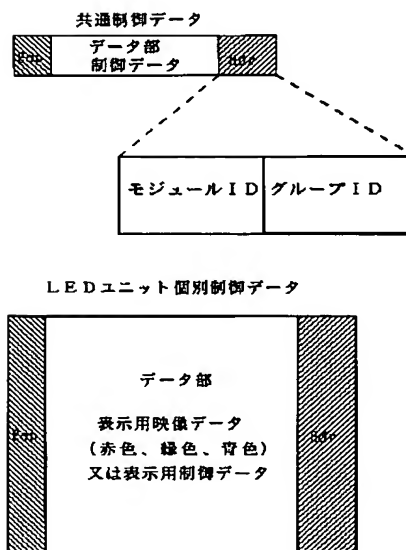 共通制御データ
データ部
制御データ
Hdr
モジュールID グループID
LEDユニット個別制御データ
データ部
表示用映像データ
(赤色、緑色、青色)
又は表示用制御データ
Hdr